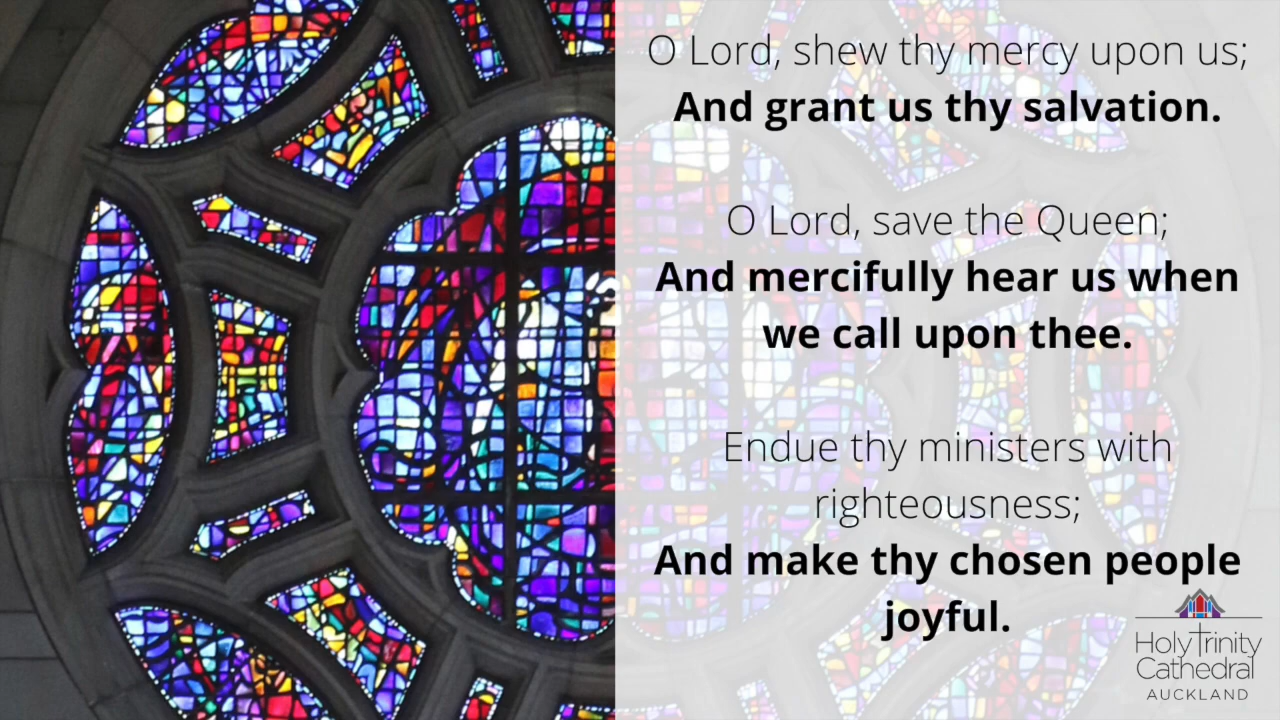 O Lord, shew thy mercy upon us;
And grant us thy salvation.
O Lord, save the Queen;
And mercifully hear us when
we call upon thee.
Endue thy ministers with
righteousness;
And make thy chosen people
joyful.
Holy Trinity
Cathedral
AUCKLAND